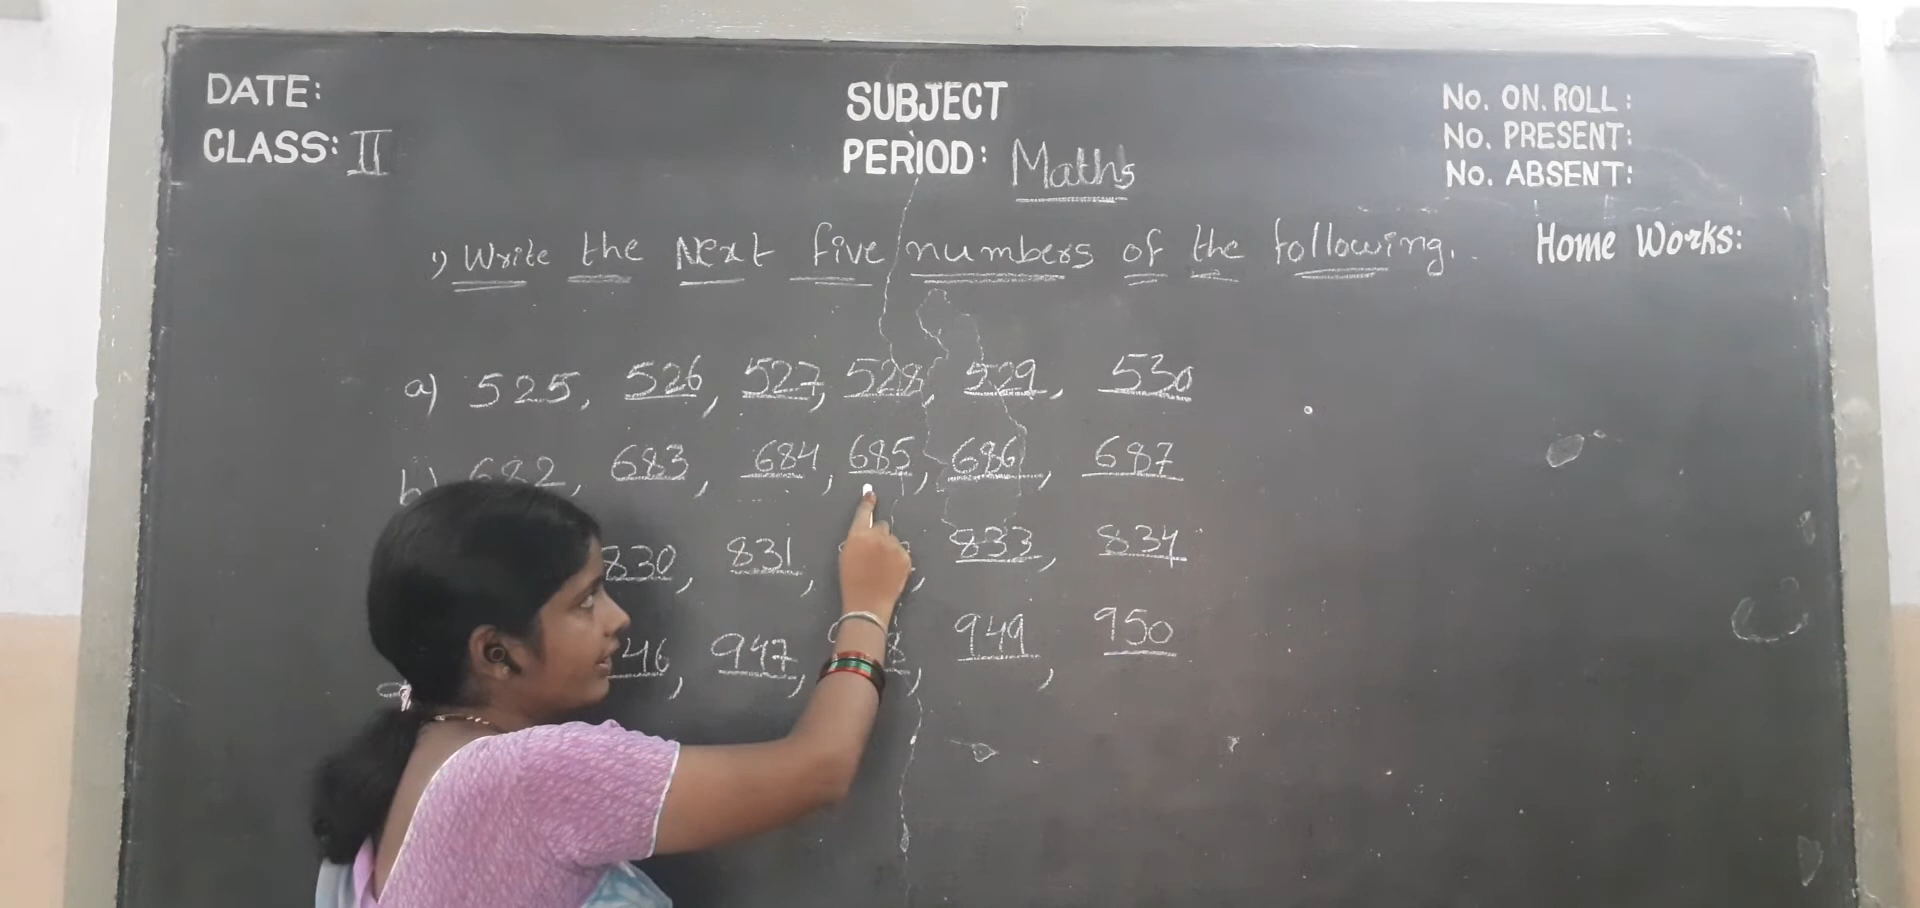 DATE:
CLASS: II
SUBJECT
PERIOD: Maths
No. ON. ROLL:
No. PRESENT:
No. ABSENT:
1) Write the Next five numbers of the following.
Home Works:
a) 525, 526, 527, 528, 529, 530
b) 682, 683, 684, 685, 686, 687
830, 831, 833, 834
947, 949, 950